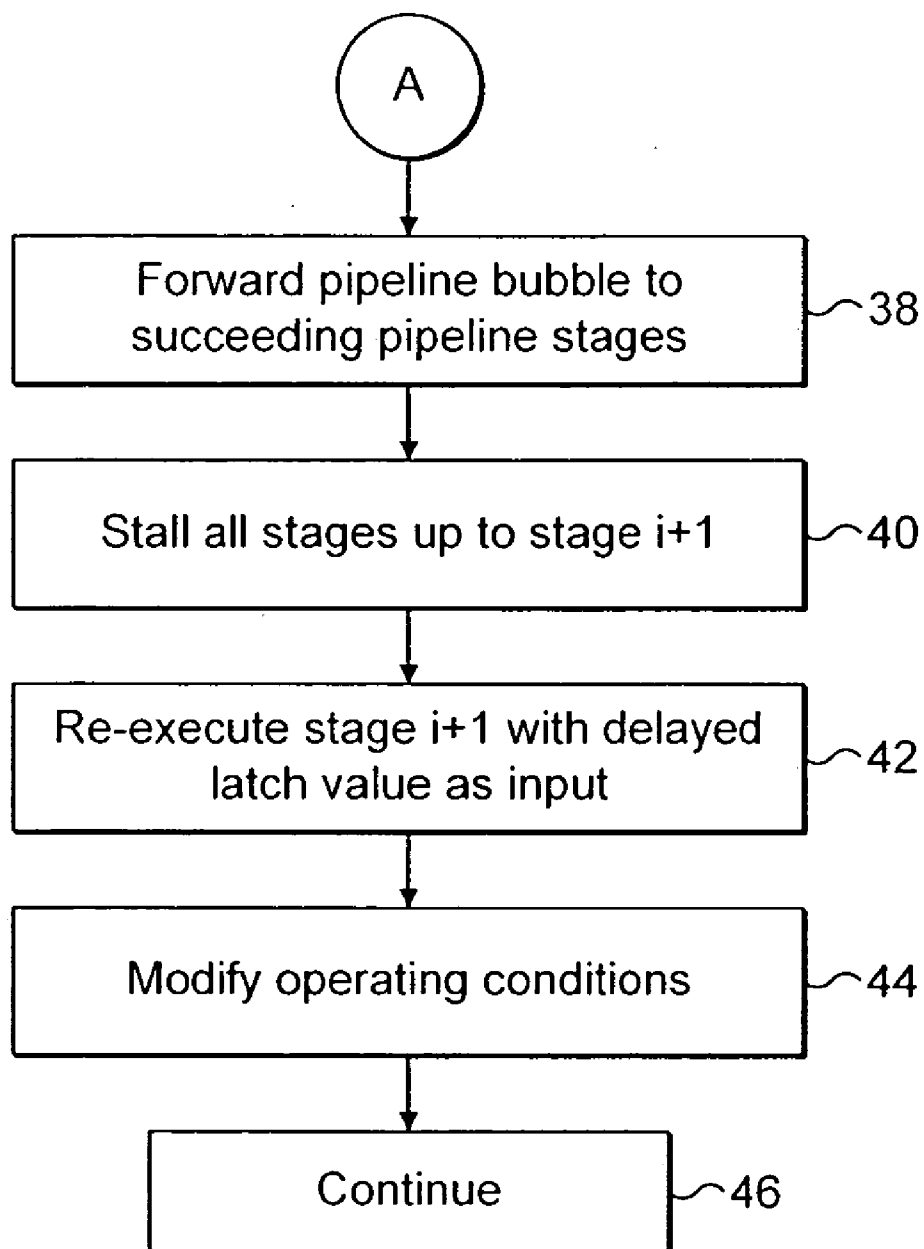 A
Forward pipeline bubble to
succeeding pipeline stages
38
Stall all stages up to stage i+1
40
Re-execute stage i+1 with delayed
latch value as input
42
Modify operating conditions
44
Continue
46